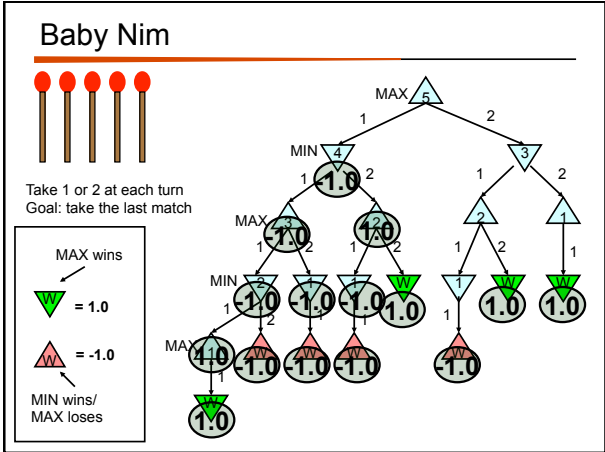 Baby Nim
MAX 5
1 2
MIN 4 3
-1.0
1 2 1 2
Take 1 or 2 at each turn
Goal: take the last match
MAX 3 2 2 1
-1.0 1.0
1 2 1 2 1 2 1
MAX wins
MIN 2 1 1 W 1 W W
W = 1.0
-1.0 -1.0 -1.0 1.0 1.0 1.0
1 2 1 1 1
MAX 1 W W W W
1.0 -1.0 -1.0 -1.0 -1.0
W = -1.0
1
MIN wins/
MAX loses
W
1.0